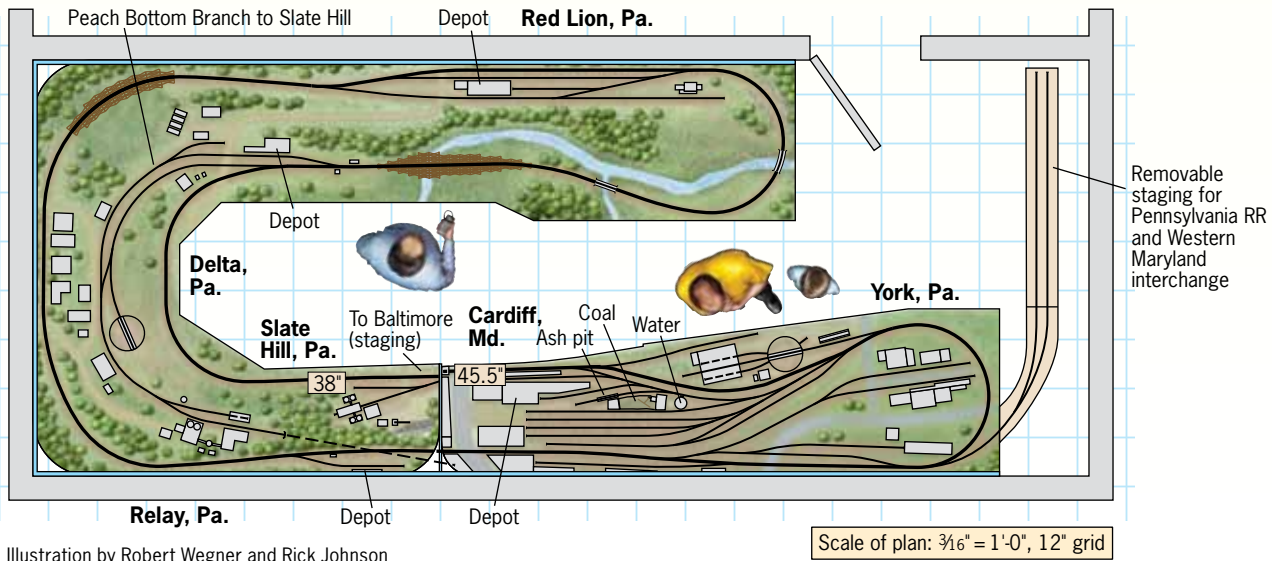 Peach Bottom Branch to Slate Hill
Depot
Red Lion, Pa.
Depot
Removable
staging for
Pennsylvania RR
and Western
Maryland
interchange
Delta,
Pa.
Slate
Hill, Pa.
To Baltimore
(staging)
Cardiff,
Md.
Coal
Ash pit
Water
York, Pa.
38"
45.5"
Relay, Pa.
Depot
Depot
Scale of plan: 3/16" = 1'-0", 12" grid
Illustration by Robert Wegner and Rick Johnson